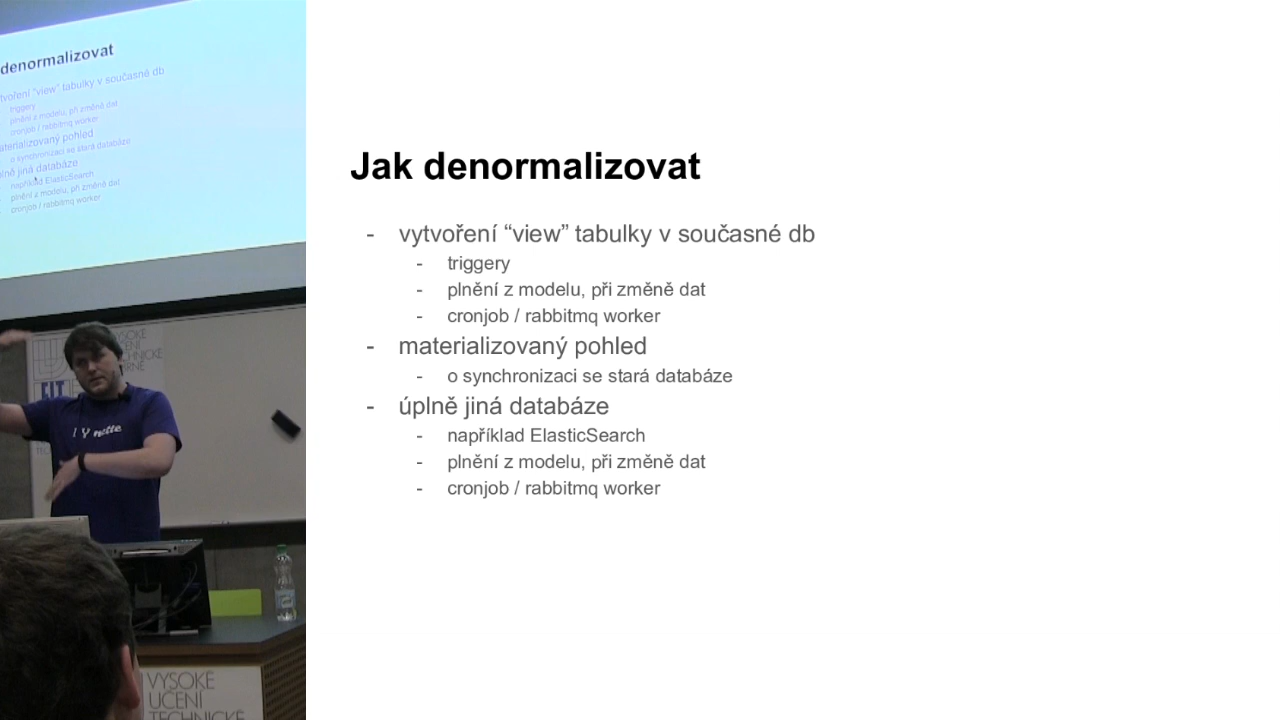 denormalizovat
"view" tabulky v současné db
triggery
plnění z modelu, při změně dat
cronjob / rabbitmq worker
materializovaný pohled
o synchronizaci se stará databáze
jiná databáze
například ElasticSearch
plnění z modelu, při změně dat
cronjob / rabbitmq worker
FIT
nette
VYSOKÉ
UČENÍ
TECHNICKÉ
Jak denormalizovat
- vytvoření “view” tabulky v současné db
- triggery
- plnění z modelu, při změně dat
- cronjob / rabbitmq worker
- materializovaný pohled
- o synchronizaci se stará databáze
- úplně jiná databáze
- například ElasticSearch
- plnění z modelu, při změně dat
- cronjob / rabbitmq worker